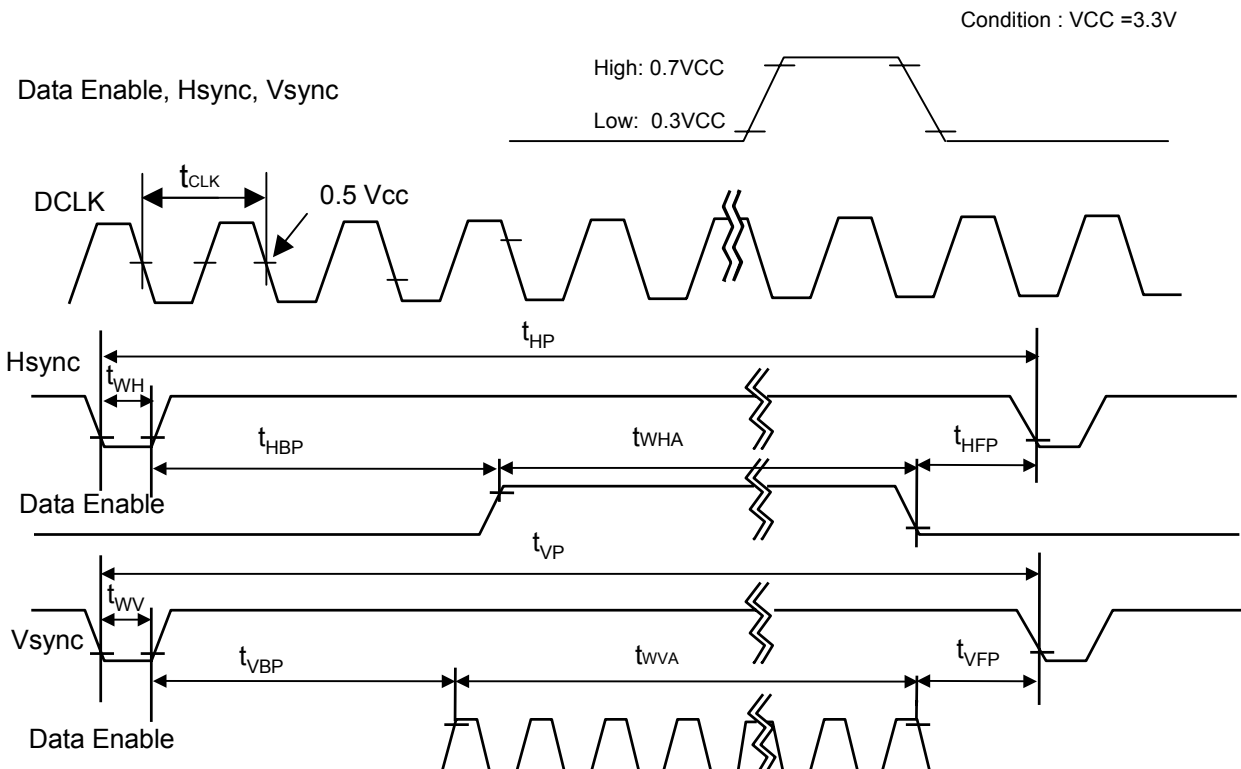 Condition : VCC =3.3V
High: 0.7VCC
Data Enable, Hsync, Vsync
Low: 0.3VCC
tCLK
DCLK
0.5 Vcc
tHP
Hsync
tWH
tHBP
tWHA
tHFP
Data Enable
tVP
tWV
Vsync
tVBP
tWVA
tVFP
Data Enable